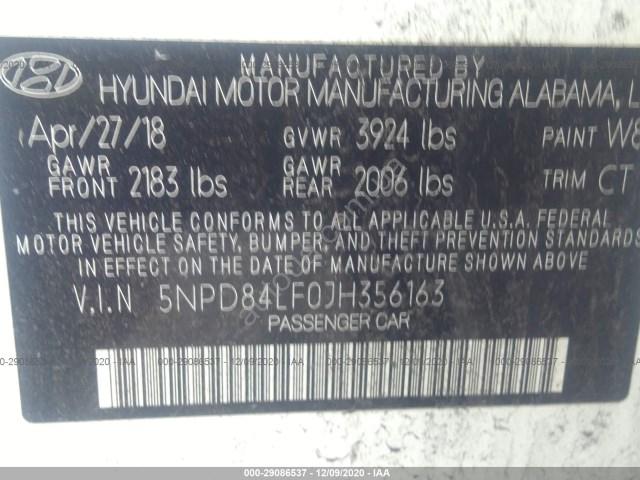 MANUFACTURED BY
HYUNDAI MOTOR MANUFACTURING ALABAMA, L
Apr/27/18 GVWR 3924 lbs PAINT W8
GAWR FRONT 2183 lbs GAWR REAR 2006 lbs TRIM CT
THIS VEHICLE CONFORMS TO ALL APPLICABLE U.S.A. FEDERAL
MOTOR VEHICLE SAFETY, BUMPER, AND THEFT PREVENTION STANDARDS
IN EFFECT ON THE DATE OF MANUFACTURE SHOWN ABOVE
V.I.N 5NPD84LF0JH356163
PASSENGER CAR
000-29086537 - 12/09/2020 - IAA